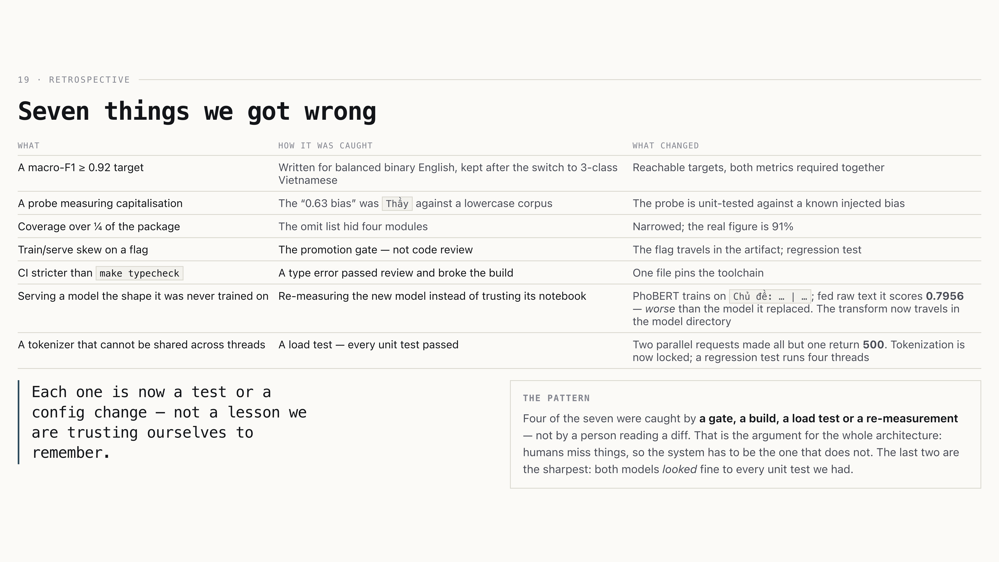 19 · RETROSPECTIVE
Seven things we got wrong
WHAT
HOW IT WAS CAUGHT
WHAT CHANGED
A macro-F1 ≥ 0.92 target
Written for balanced binary English, kept after the switch to 3-class
Vietnamese
Reachable targets, both metrics required together
A probe measuring capitalisation
The “0.63 bias” was Thầy against a lowercase corpus
The probe is unit-tested against a known injected bias
Coverage over ¼ of the package
The omit list hid four modules
Narrowed; the real figure is 91%
Train/serve skew on a flag
The promotion gate — not code review
The flag travels in the artifact; regression test
CI stricter than make typecheck
A type error passed review and broke the build
One file pins the toolchain
Serving a model the shape it was never trained on
Re-measuring the new model instead of trusting its notebook
PhoBERT trains on Chủ đề: … | …; fed raw text it scores 0.7956
— worse than the model it replaced. The transform now travels in
the model directory
A tokenizer that cannot be shared across threads
A load test — every unit test passed
Two parallel requests made all but one return 500. Tokenization is
now locked; a regression test runs four threads
Each one is now a test or a
config change — not a lesson we
are trusting ourselves to
remember.
THE PATTERN
Four of the seven were caught by a gate, a build, a load test or a re-measurement
— not by a person reading a diff. That is the argument for the whole architecture:
humans miss things, so the system has to be the one that does not. The last two are
the sharpest: both models looked fine to every unit test we had.